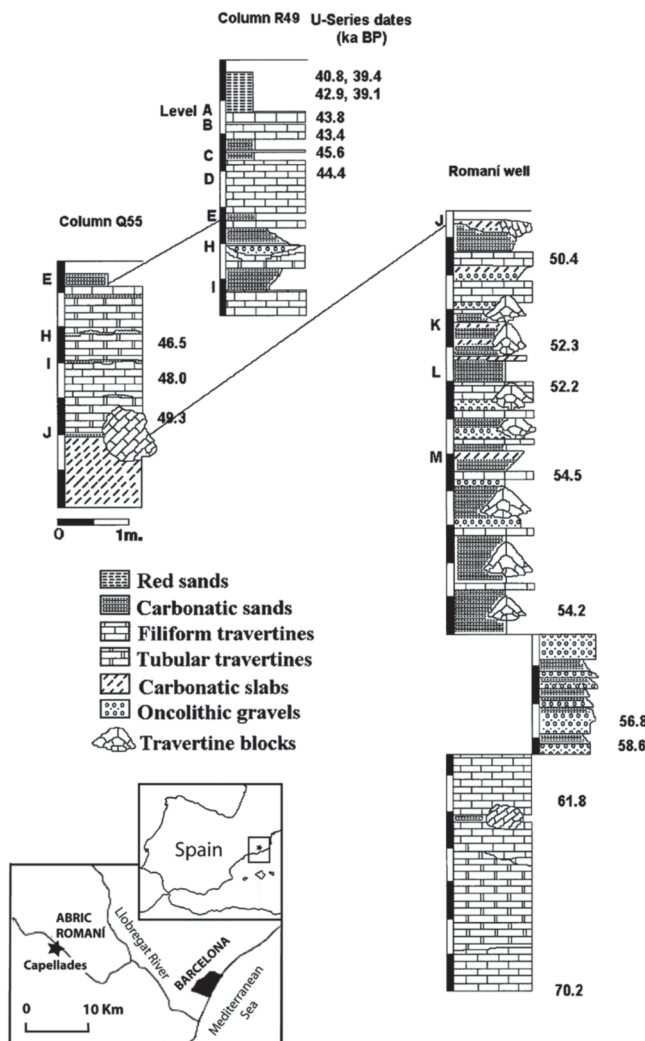 Column R49
U-Series dates
(ka BP)
40.8, 39.4
42.9, 39.1
Level A
43.8
B
43.4
C
45.6
D
44.4
E
H
I
Column Q55
E
H
46.5
I
48.0
49.3
J
0 1m.
Romaní well
J
50.4
K
52.3
L
52.2
M
54.5
54.2
56.8
58.6
61.8
70.2
Red sands
Carbonatic sands
Filiform travertines
Tubular travertines
Carbonatic slabs
Oncolithic gravels
Travertine blocks
Spain
ABRIC
ROMANÍ
Capellades
Llobregat River
BARCELONA
Mediterranean
Sea
0 10 Km